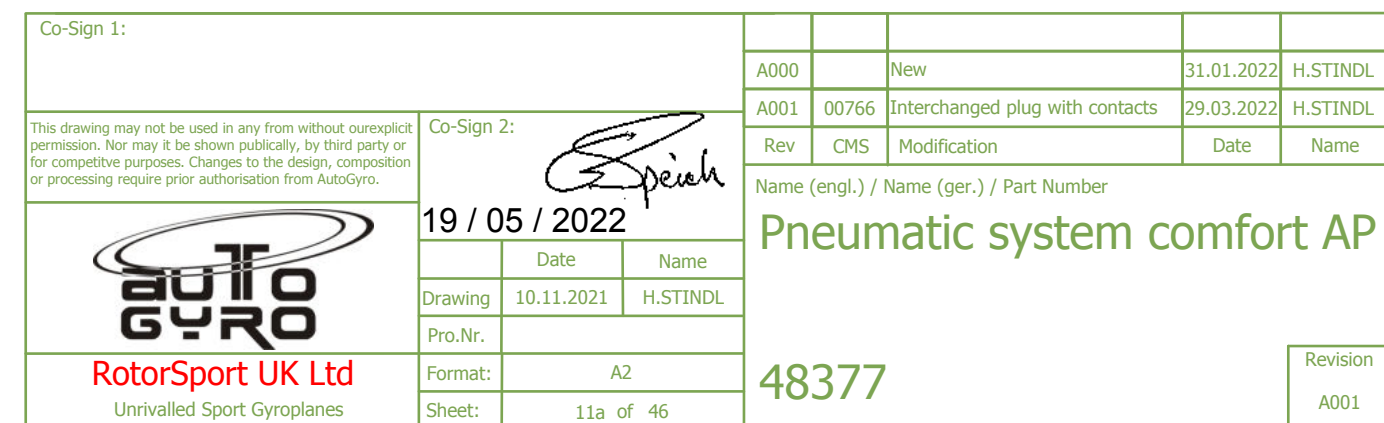 Co-Sign 1:
A000 New 31.01.2022 H.STINDL
A001 00766 Interchanged plug with contacts 29.03.2022 H.STINDL
Rev CMS Modification Date Name
This drawing may not be used in any from without ourexplicit
permission. Nor may it be shown publically, by third party or
for competitve purposes. Changes to the design, composition
or processing require prior authorisation from AutoGyro.
Co-Sign 2:
Speich
19 / 05 / 2022
Name (engl.) / Name (ger.) / Part Number
Pneumatic system comfort AP
auTo
GYRO
Date Name
Drawing 10.11.2021 H.STINDL
Pro.Nr.
RotorSport UK Ltd
Unrivalled Sport Gyroplanes
Format: A2
Sheet: 11a of 46
48377
Revision
A001